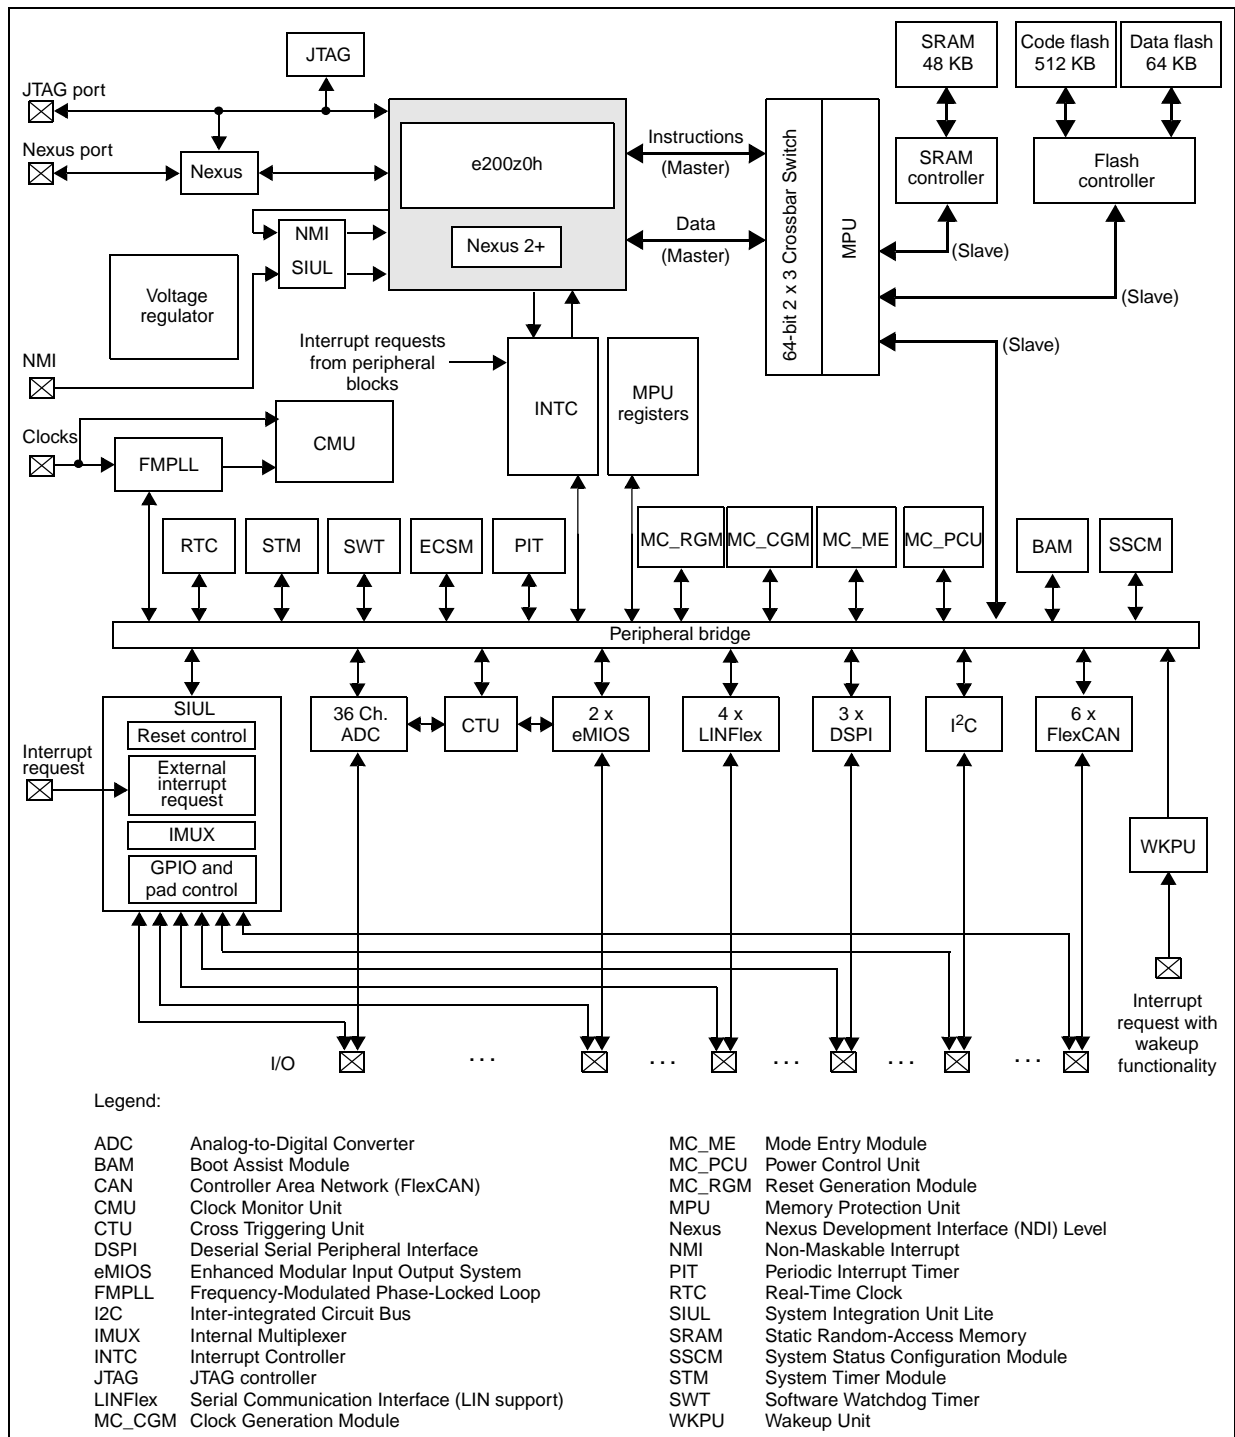 JTAG
SRAM
48 KB
Code flash
512 KB
Data flash
64 KB
JTAG port
Nexus port
Nexus
e200z0h
Nexus 2+
Instructions
(Master)
Data
(Master)
64-bit 2 x 3 Crossbar Switch
MPU
SRAM
controller
Flash
controller
(Slave)
(Slave)
(Slave)
NMI
SIUL
Voltage
regulator
NMI
Interrupt requests
from peripheral
blocks
INTC
MPU
registers
Clocks
FMPLL
CMU
RTC
STM
SWT
ECSM
PIT
MC_RGM
MC_CGM
MC_ME
MC_PCU
BAM
SSCM
Peripheral bridge
SIUL
Reset control
External
interrupt
request
IMUX
GPIO and
pad control
Interrupt
request
36 Ch.
ADC
CTU
2 x
eMIOS
4 x
LINFlex
3 x
DSPI
I²C
6 x
FlexCAN
WKPU
Interrupt
request with
wakeup
functionality
I/O
. . .
. . .
. . .
. . .
. . .
Legend:
ADC Analog-to-Digital Converter
BAM Boot Assist Module
CAN Controller Area Network (FlexCAN)
CMU Clock Monitor Unit
CTU Cross Triggering Unit
DSPI Deserial Serial Peripheral Interface
eMIOS Enhanced Modular Input Output System
FMPLL Frequency-Modulated Phase-Locked Loop
I2C Inter-integrated Circuit Bus
IMUX Internal Multiplexer
INTC Interrupt Controller
JTAG JTAG controller
LINFlex Serial Communication Interface (LIN support)
MC_CGM Clock Generation Module
MC_ME Mode Entry Module
MC_PCU Power Control Unit
MC_RGM Reset Generation Module
MPU Memory Protection Unit
Nexus Nexus Development Interface (NDI) Level
NMI Non-Maskable Interrupt
PIT Periodic Interrupt Timer
RTC Real-Time Clock
SIUL System Integration Unit Lite
SRAM Static Random-Access Memory
SSCM System Status Configuration Module
STM System Timer Module
SWT Software Watchdog Timer
WKPU Wakeup Unit